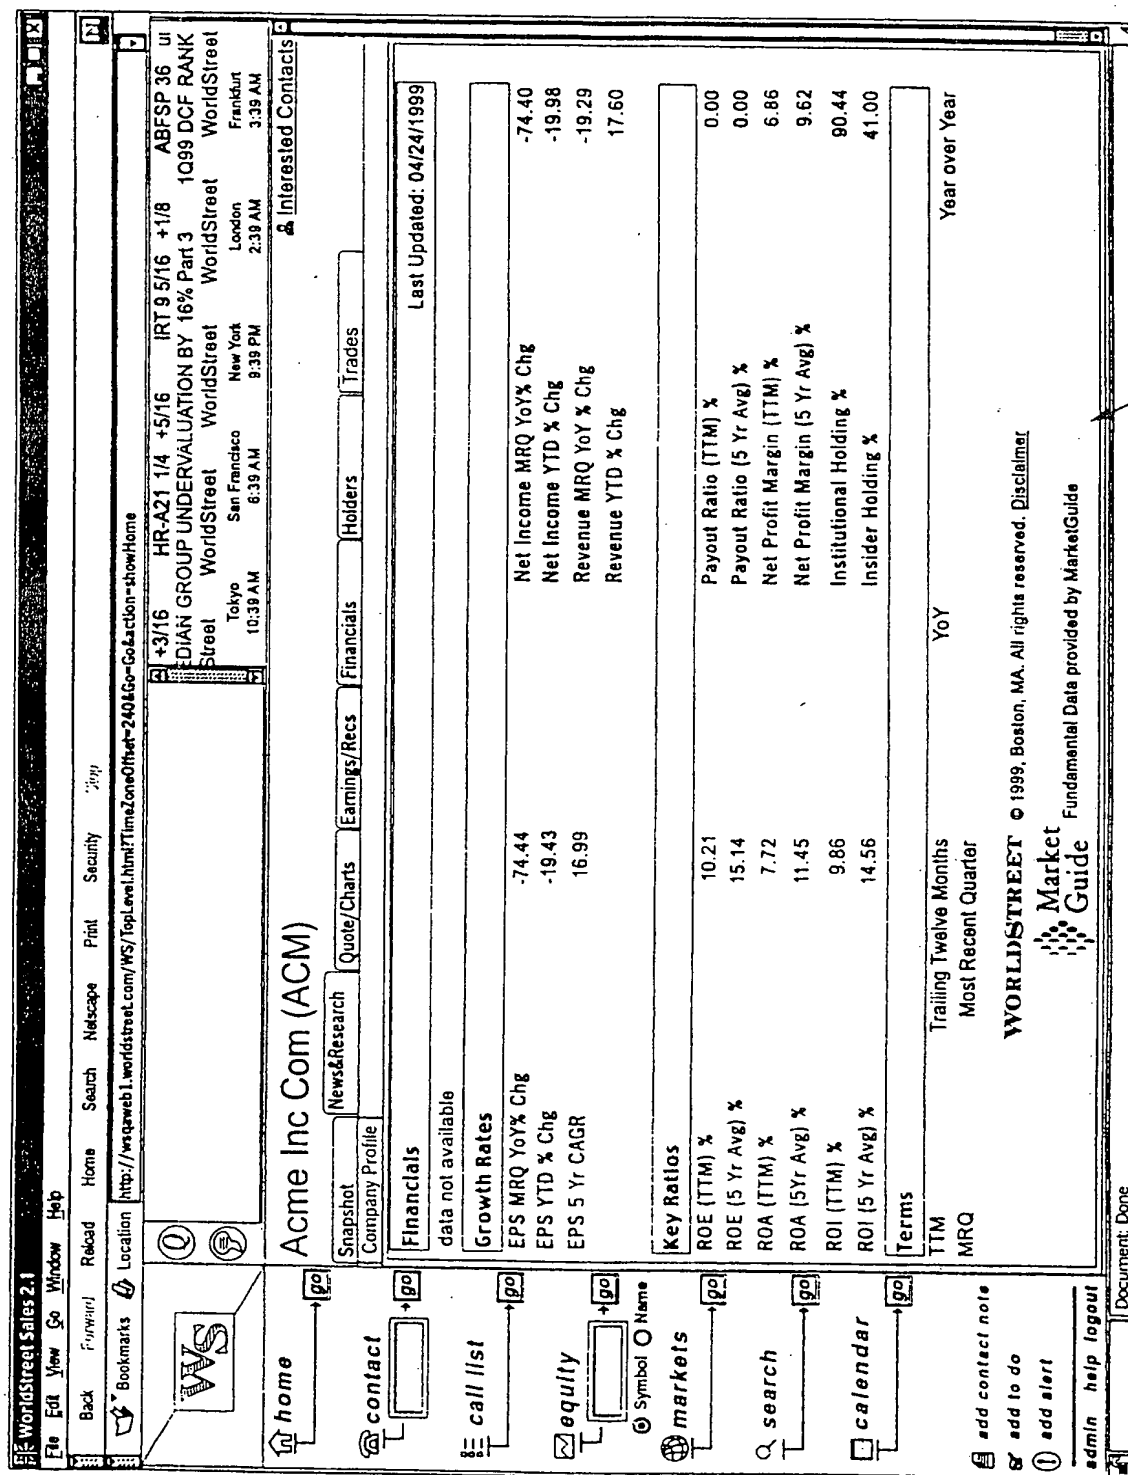 WorldStreet Sales 2.1
File Edit View Go Window Help
Back Forward Reload Home Search Netscape Print Security Stop
N
Bookmarks Location http://wsqaweb1.worldstreet.com/WS/TopLevel.html?TimeZoneOffset=240&Go=Go&action=showHome
WS
Q
+3/16 HR-A21 1/4 +5/16 IRT 9 5/16 +1/8 ABFSP 36
EDIAN GROUP UNDERVALUATION BY 16% Part 3 1Q99 DCF RANK
Street WorldStreet WorldStreet WorldStreet WorldStreet
Tokyo San Francisco New York London Frankfurt
10:39 AM 6:39 AM 9:39 PM 2:39 AM 3:39 AM
home
go
contact
go
call list
go
equity
go
Symbol Name
markets
go
search
go
calendar
go
add contact note
add to do
add alert
admin help logout
Acme Inc Com (ACM) Interested Contacts
Snapshot News&Research Quote/Charts Earnings/Recs Financials Holders Trades
Company Profile
Financials Last Updated: 04/24/1999
data not available
Growth Rates
EPS MRQ YoY% Chg -74.44 Net Income MRQ YoY% Chg -74.40
EPS YTD % Chg -19.43 Net Income YTD % Chg -19.98
EPS 5 Yr CAGR 16.99 Revenue MRQ YoY % Chg -19.29
Revenue YTD % Chg 17.60
Key Ratios
ROE (TTM) % 10.21 Payout Ratio (TTM) % 0.00
ROE (5 Yr Avg) % 15.14 Payout Ratio (5 Yr Avg) % 0.00
ROA (TTM) % 7.72 Net Profit Margin (TTM) % 6.86
ROA (5Yr Avg) % 11.45 Net Profit Margin (5 Yr Avg) % 9.62
ROI (TTM) % 9.86 Institutional Holding % 90.44
ROI (5 Yr Avg) % 14.56 Insider Holding % 41.00
Terms
TTM Trailing Twelve Months YoY Year over Year
MRQ Most Recent Quarter
WORLDSTREET © 1999, Boston, MA. All rights reserved. Disclaimer
Market Guide Fundamental Data provided by MarketGuide
Document: Done